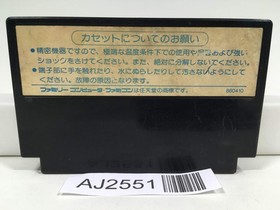 カセットについてのお願い
●精密機器ですので、極端な温度条件下での使用や保管および強い
ショックをさけてください。また、絶対に分解しないでください。
●端子部に手を触れたり、水にぬらしたりして汚さないようにして
ください。故障の原因となります。
ファミリーコンピュータ・ファミコンは任天堂の商標です。
AJ2551